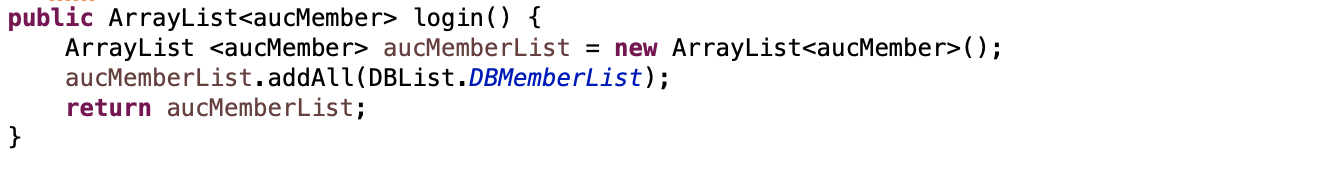 public ArrayList<aucMember> login() {
    ArrayList <aucMember> aucMemberList = new ArrayList<aucMember>();
    aucMemberList.addAll(DBList.DBMemberList);
    return aucMemberList;
}